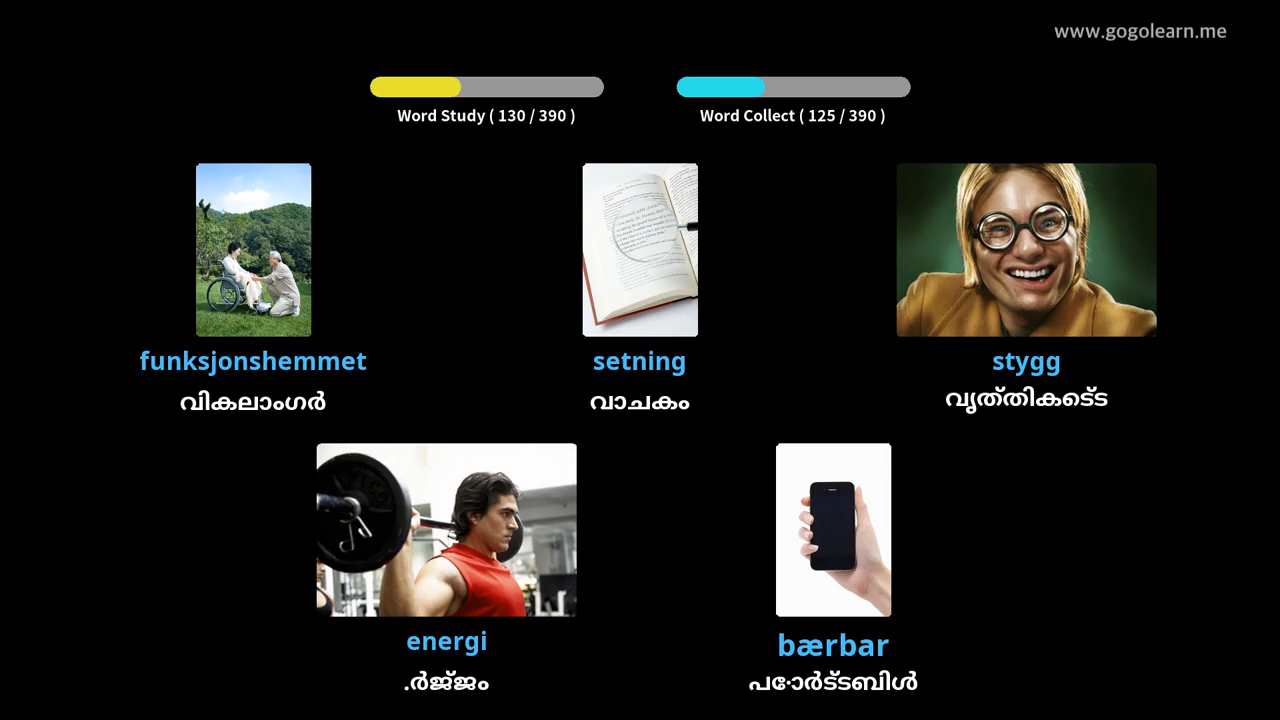 www.gogolearn.me
Word Study ( 130 / 390 )
Word Collect ( 125 / 390 )
funksjonshemmet
setning
stygg
വികലാംഗർ
വാചകം
വൃത്തികെട്ട
energi
bærbar
.ർജ്ജം
പോർട്ടബിൾ